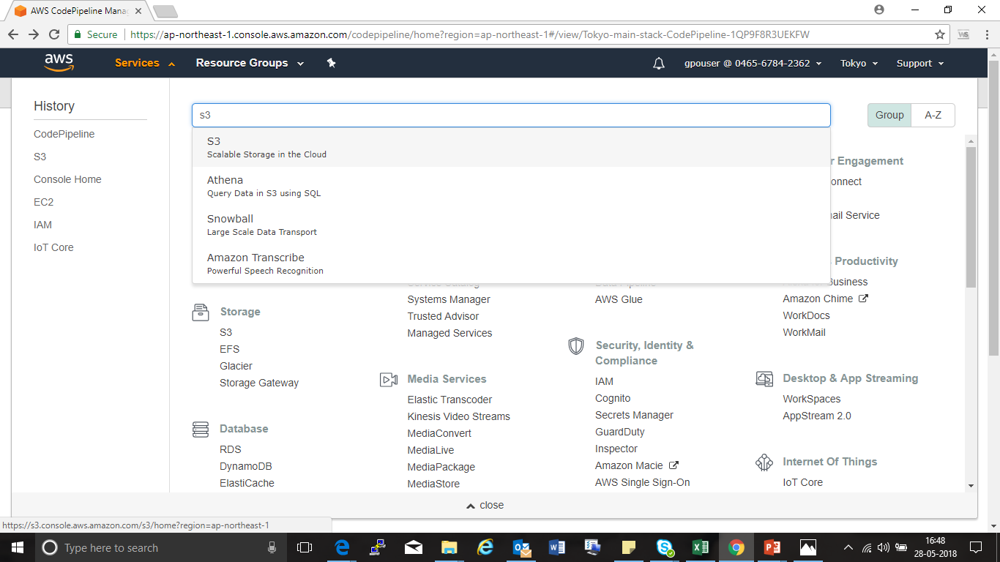 AWS CodePipeline Mana
Secure
https://ap-northeast-1.console.aws.amazon.com/codepipeline/home?region=ap-northeast-1#/view/Tokyo-main-stack-CodePipeline-1QP9F8R3UEKFW
aws
Services
Resource Groups
gpouser @ 0465-6784-2362
Tokyo
Support
History
CodePipeline
S3
Console Home
EC2
IAM
IoT Core
s3
Group
A-Z
S3
Scalable Storage in the Cloud
Athena
Query Data in S3 using SQL
Snowball
Large Scale Data Transport
Amazon Transcribe
Powerful Speech Recognition
Storage
S3
EFS
Glacier
Storage Gateway
Database
RDS
DynamoDB
ElastiCache
Service Catalog
Systems Manager
Trusted Advisor
Managed Services
Media Services
Elastic Transcoder
Kinesis Video Streams
MediaConvert
MediaLive
MediaPackage
MediaStore
Data Pipeline
AWS Glue
Security, Identity &
Compliance
IAM
Cognito
Secrets Manager
GuardDuty
Inspector
Amazon Macie
AWS Single Sign-On
r Engagement
onnect
ail Service
Productivity
Business
Amazon Chime
WorkDocs
WorkMail
Desktop & App Streaming
WorkSpaces
AppStream 2.0
Internet Of Things
IoT Core
close
https://s3.console.aws.amazon.com/s3/home?region=ap-northeast-1
Type here to search
16:48
28-05-2018